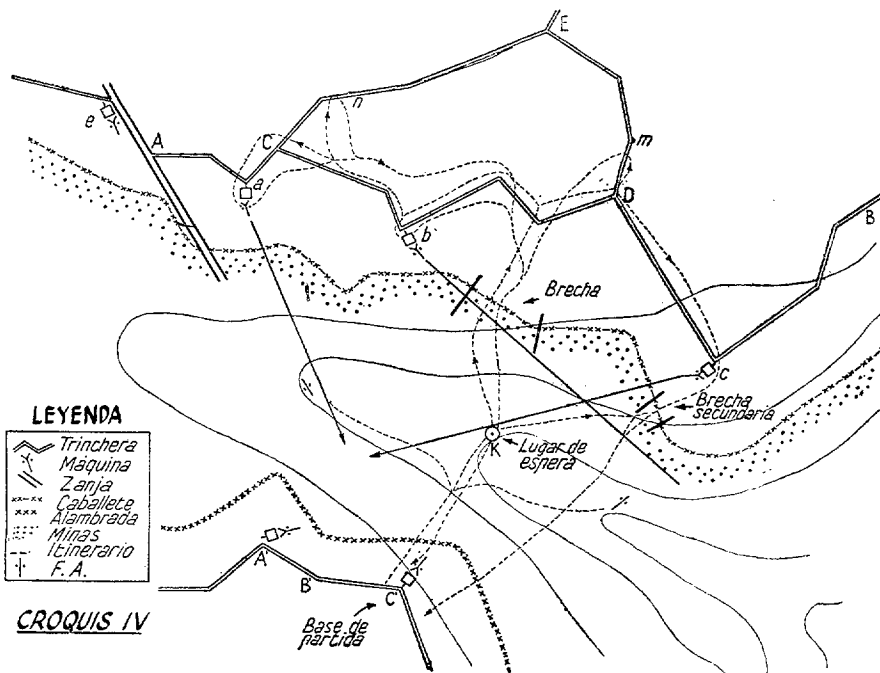 E
e
A
n
C
m
a
D
B
b
Brecha
c
Brecha
secundaria
K
Lugar de
espera
LEYENDA
Trinchera
Máquina
Zanja
Caballete
Alambrada
Minas
Itinerario
F. A.
A
B
C
Base de
partida
CROQUIS IV